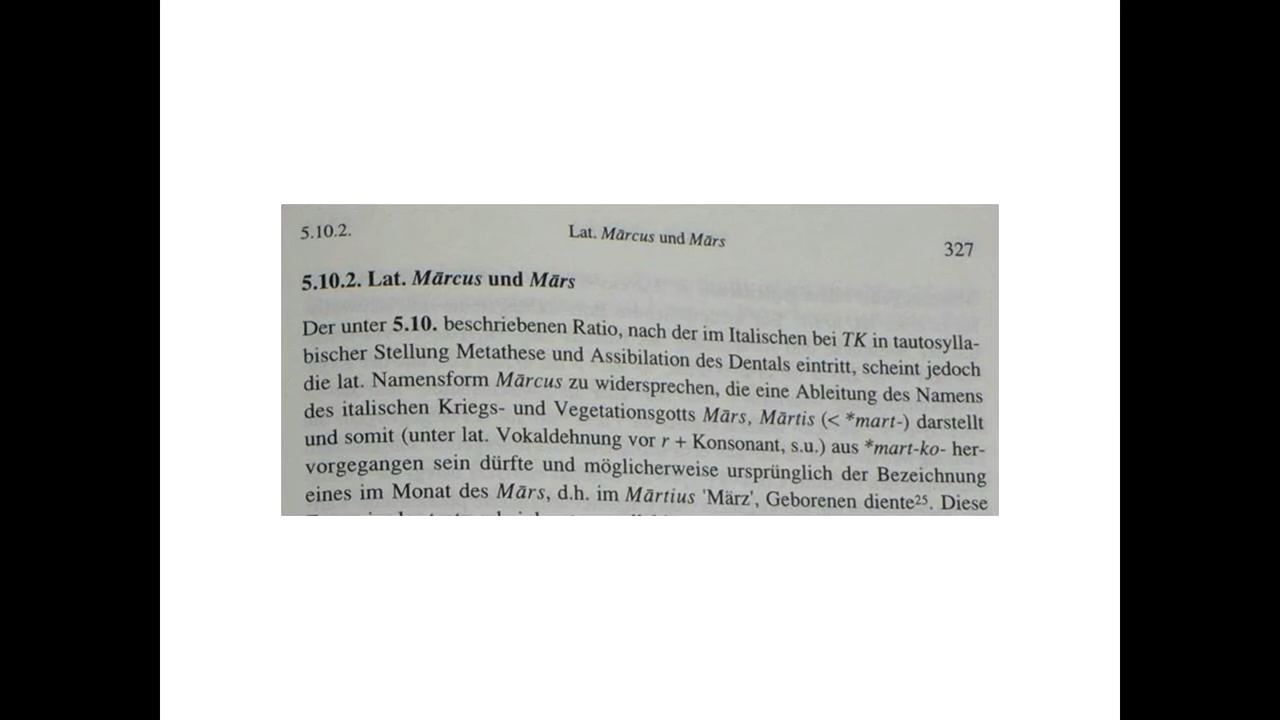 5.10.2. Lat. Mārcus und Mārs 327
5.10.2. Lat. Mārcus und Mārs
Der unter 5.10. beschriebenen Ratio, nach der im Italischen bei TK in tautosylla-
bischer Stellung Metathese und Assibilation des Dentals eintritt, scheint jedoch
die lat. Namensform Mārcus zu widersprechen, die eine Ableitung des Namens
des italischen Kriegs- und Vegetationsgotts Mārs, Mārtis (< *mart-) darstellt
und somit (unter lat. Vokaldehnung vor r + Konsonant, s.u.) aus *mart-ko- her-
vorgegangen sein dürfte und möglicherweise ursprünglich der Bezeichnung
eines im Monat des Mārs, d.h. im Mārtius 'März', Geborenen diente²⁵. Diese